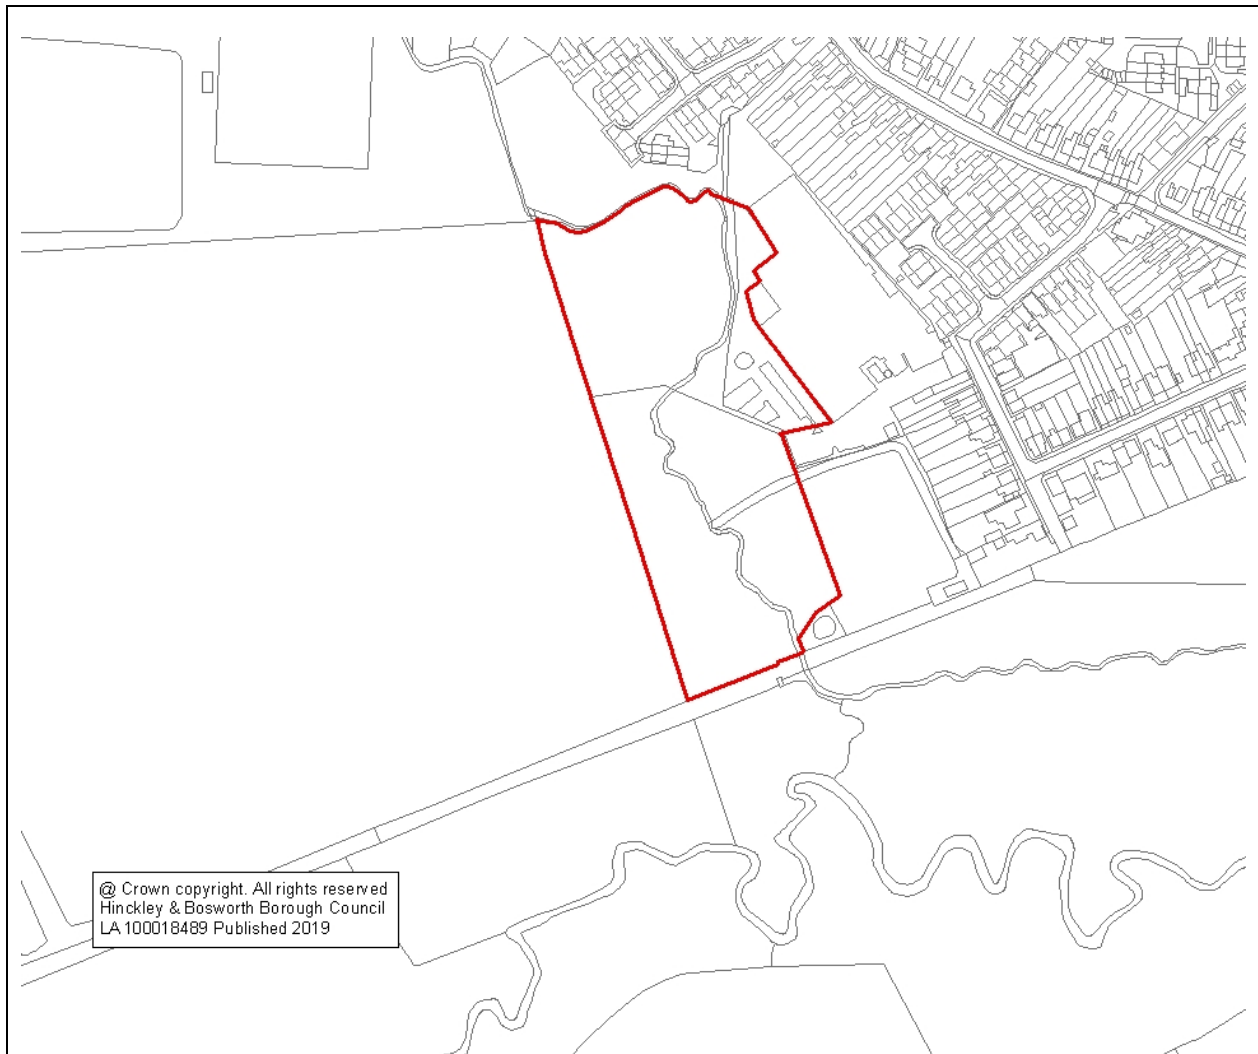 @ Crown copyright. All rights reserved
Hinckley & Bosworth Borough Council
LA 100018489 Published 2019